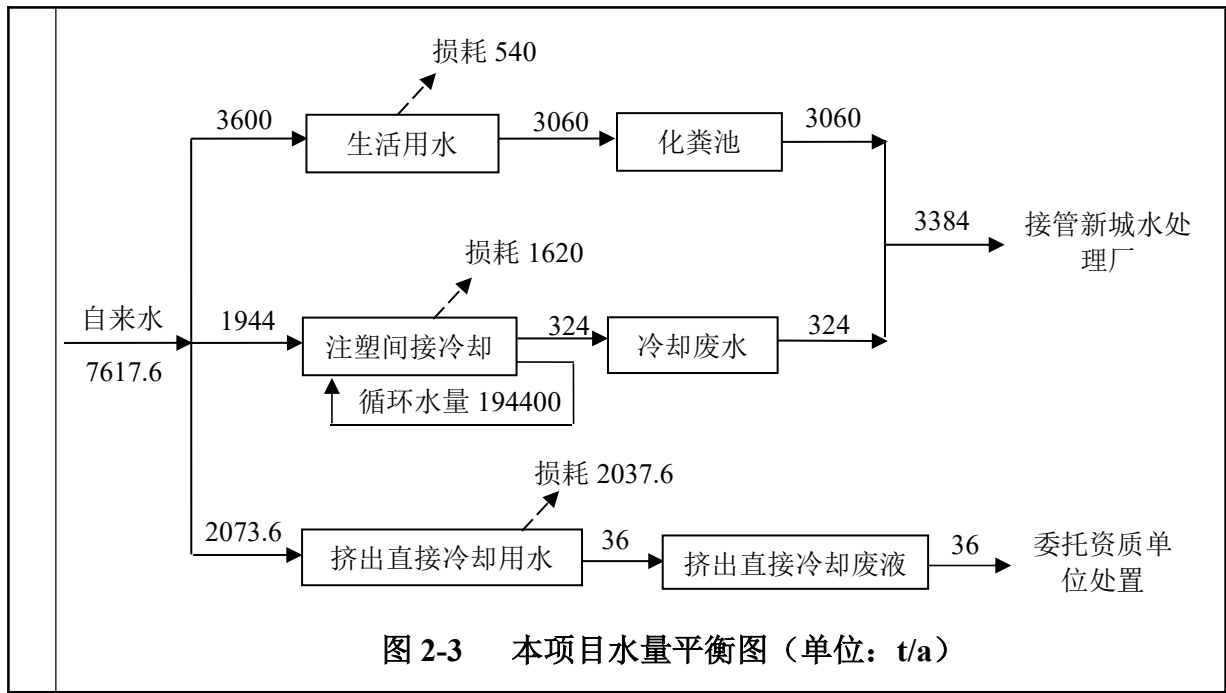 损耗 540
3600
生活用水
3060
化粪池
3060
3384
接管新城水处
理厂
损耗 1620
自来水
7617.6
1944
注塑间接冷却
324
冷却废水
324
循环水量 194400
损耗 2037.6
2073.6
挤出直接冷却用水
36
挤出直接冷却废液
36
委托资质单
位处置
图 2-3 本项目水量平衡图（单位：t/a）